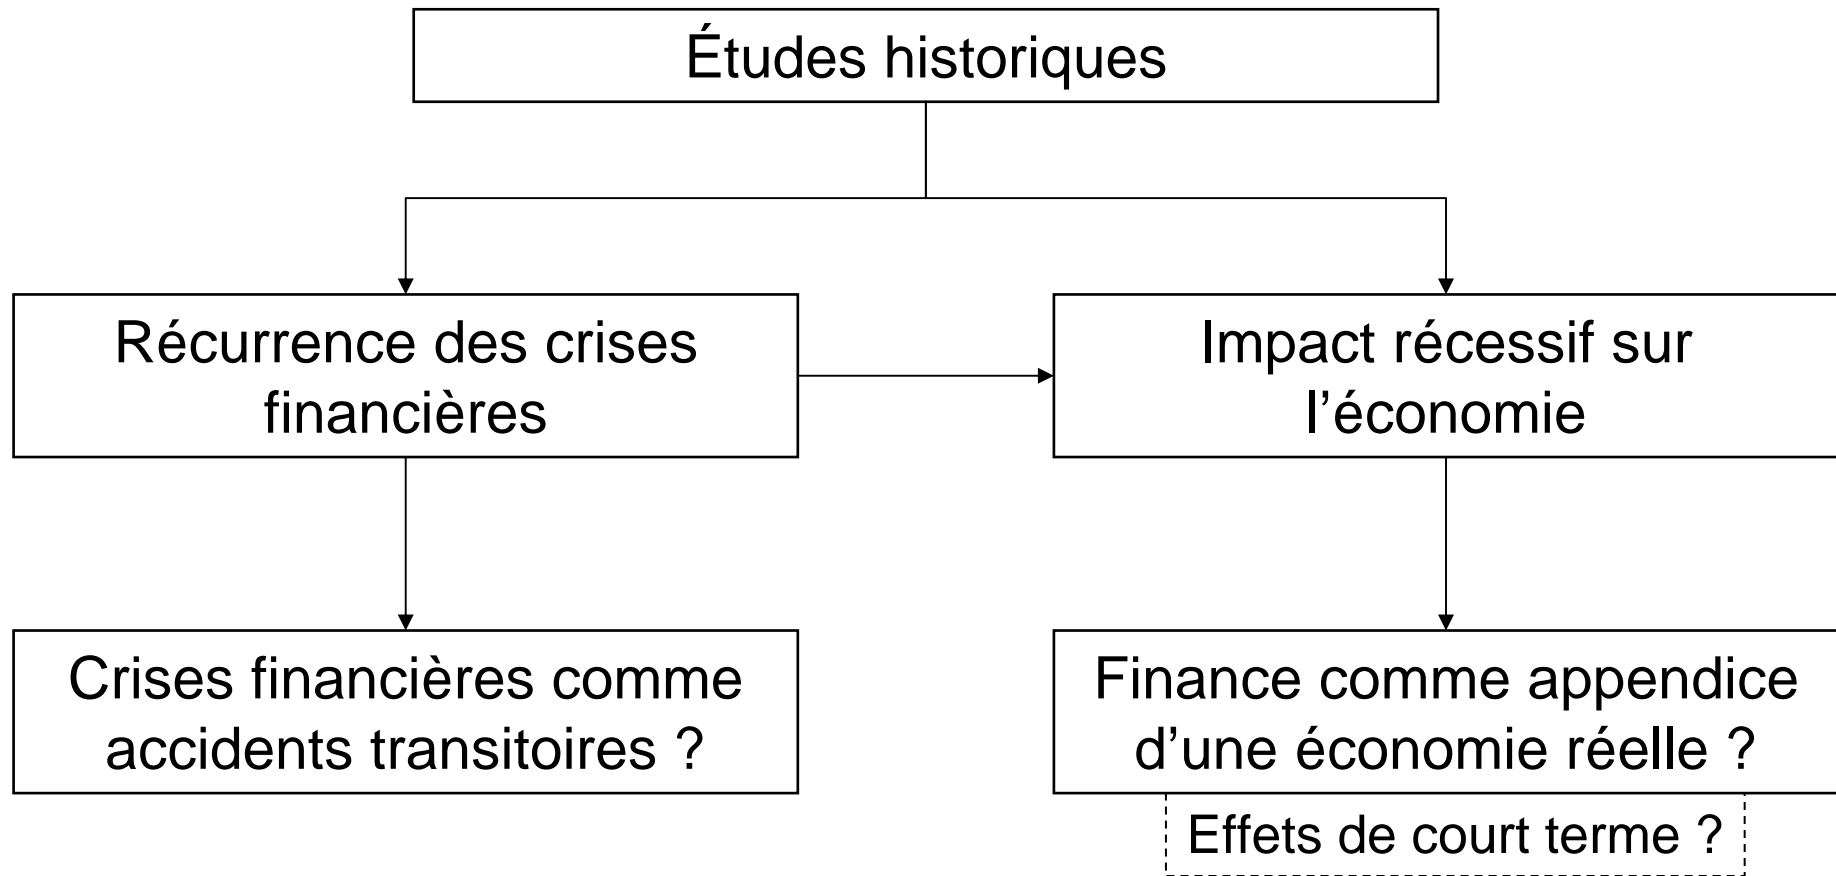 Études historiques
Récurrence des crises
financières
Impact récessif sur
l’économie
Crises financières comme
accidents transitoires ?
Finance comme appendice
d’une économie réelle ?
Effets de court terme ?